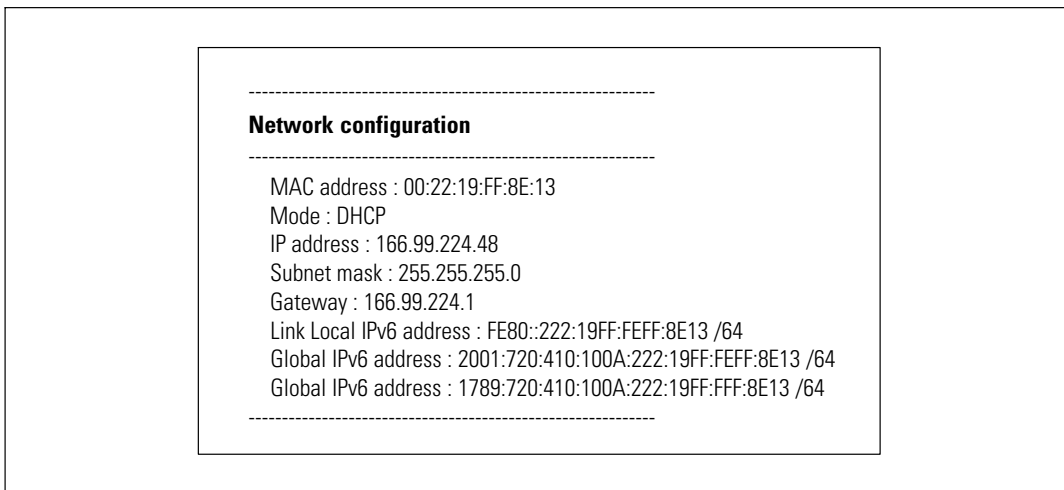 ------------------------------------------------------------
Network configuration
------------------------------------------------------------
MAC address : 00:22:19:FF:8E:13
Mode : DHCP
IP address : 166.99.224.48
Subnet mask : 255.255.255.0
Gateway : 166.99.224.1
Link Local IPv6 address : FE80::222:19FF:FEFF:8E13 /64
Global IPv6 address : 2001:720:410:100A:222:19FF:FEFF:8E13 /64
Global IPv6 address : 1789:720:410:100A:222:19FF:FFF:8E13 /64
------------------------------------------------------------